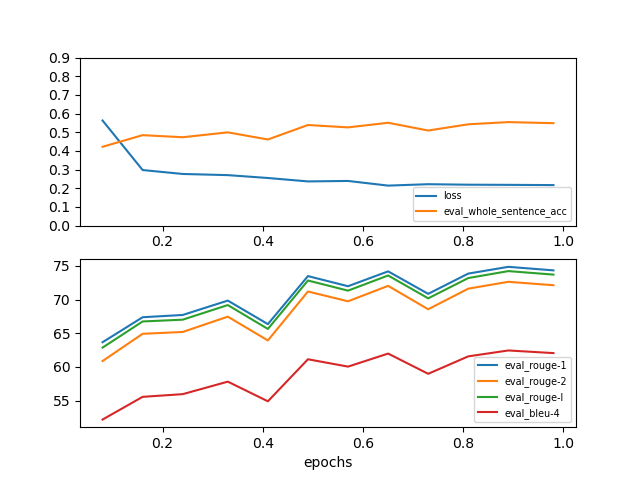 0.9
0.8
0.7
0.6
0.5
0.4
0.3
0.2
0.1
0.0
loss
eval_whole_sentence_acc
0.2 0.4 0.6 0.8 1.0
75
70
65
60
55
eval_rouge-1
eval_rouge-2
eval_rouge-l
eval_bleu-4
0.2 0.4 0.6 0.8 1.0
epochs